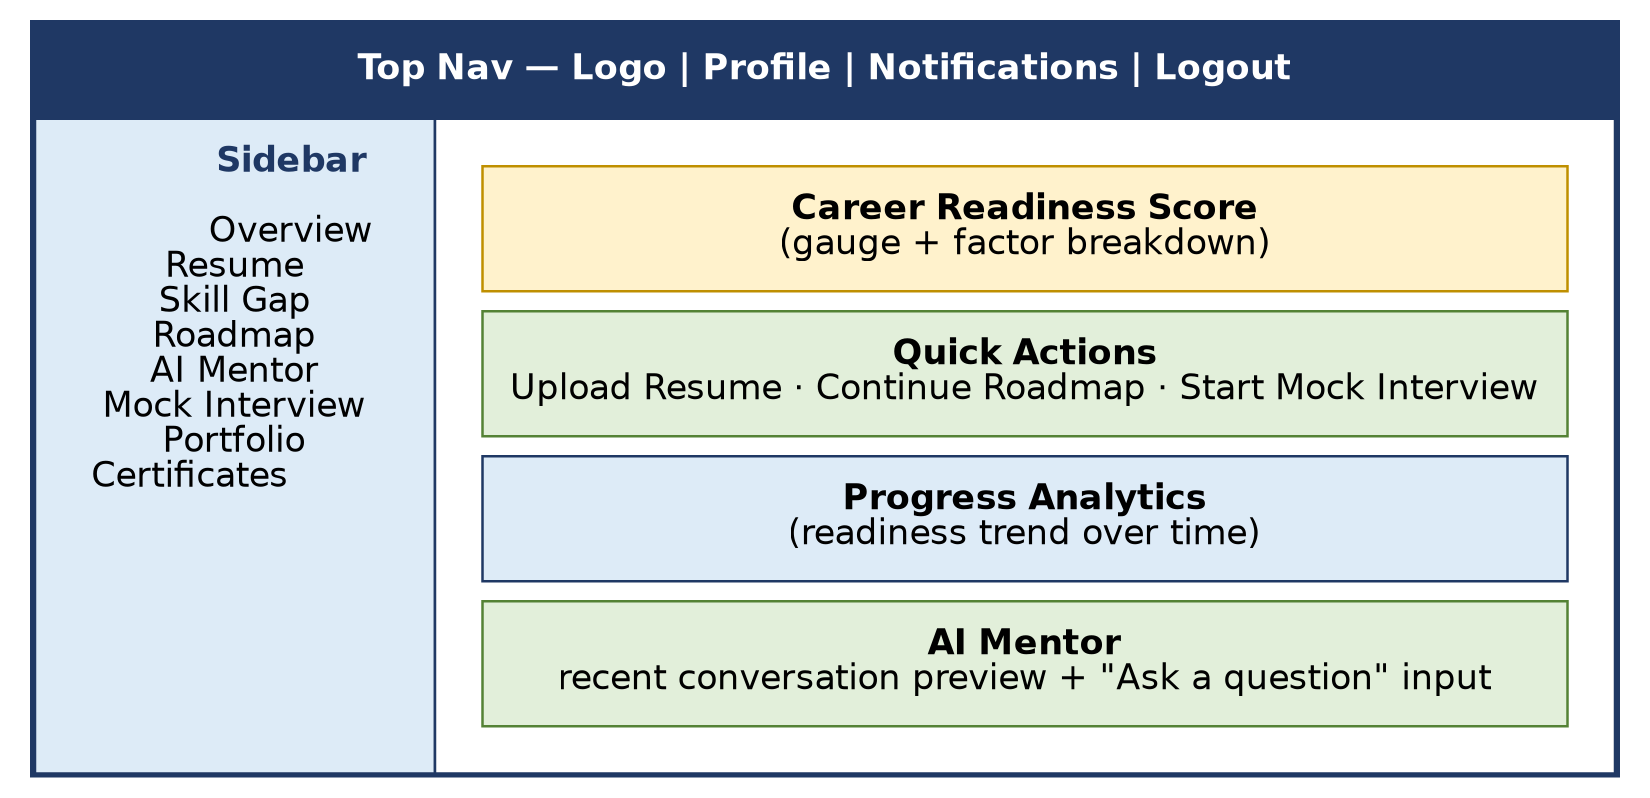 Top Nav — Logo | Profile | Notifications | Logout
Sidebar
Overview
Resume
Skill Gap
Roadmap
AI Mentor
Mock Interview
Portfolio
Certificates
Career Readiness Score
(gauge + factor breakdown)
Quick Actions
Upload Resume · Continue Roadmap · Start Mock Interview
Progress Analytics
(readiness trend over time)
AI Mentor
recent conversation preview + "Ask a question" input